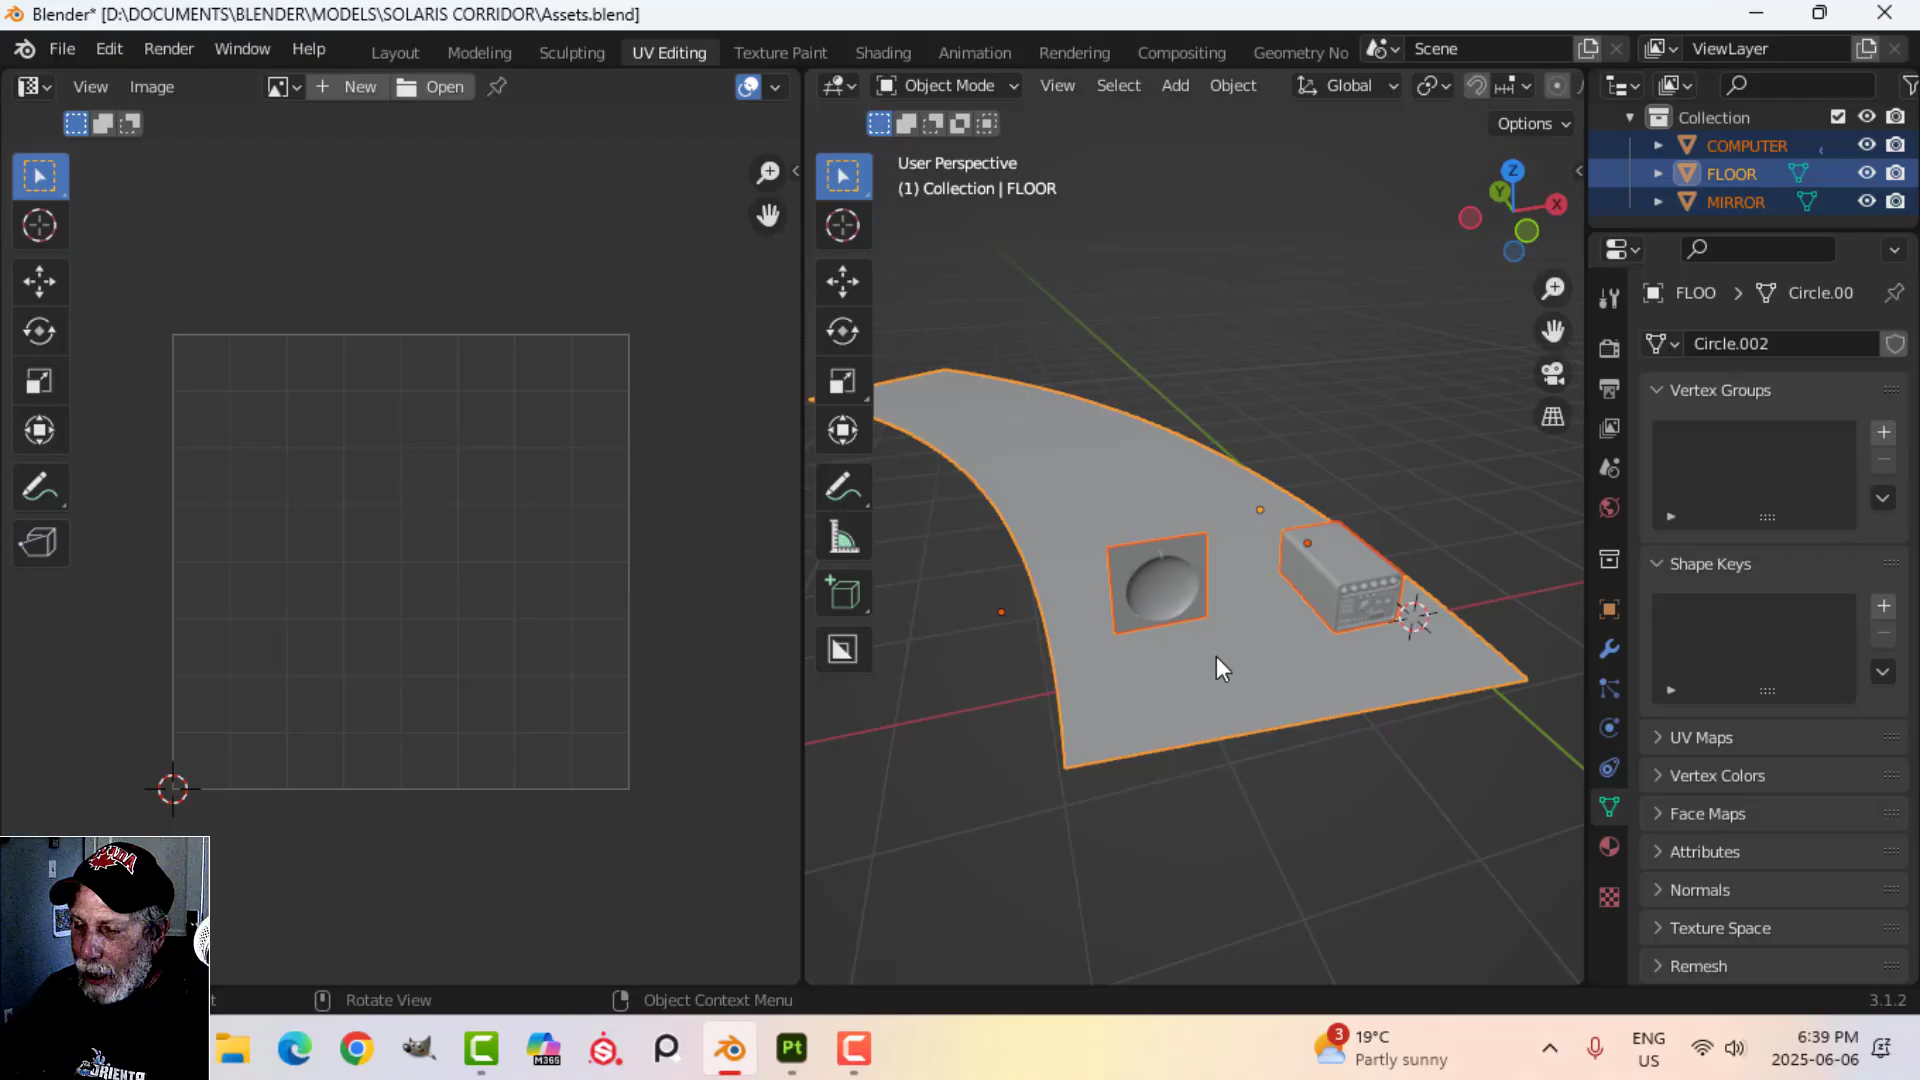 Blender* [D:\DOCUMENTS\BLENDER\MODELS\SOLARIS CORRIDOR\Assets.blend]
File Edit Render Window Help Layout Modeling Sculpting UV Editing Texture Paint Shading Animation Rendering Compositing Geometry No Scene ViewLayer
View Image New Open Object Mode View Select Add Object Global
Options
User Perspective
(1) Collection | FLOOR
Z
Y
X
Collection
COMPUTER
FLOOR
MIRROR
FLOO Circle.00
Circle.002
Vertex Groups
Shape Keys
UV Maps
Vertex Colors
Face Maps
Attributes
Normals
Texture Space
Remesh
Rotate View Object Context Menu 3.1.2
M365
Pt
3
19°C
Partly sunny
ENG
US
6:39 PM
2025-06-06